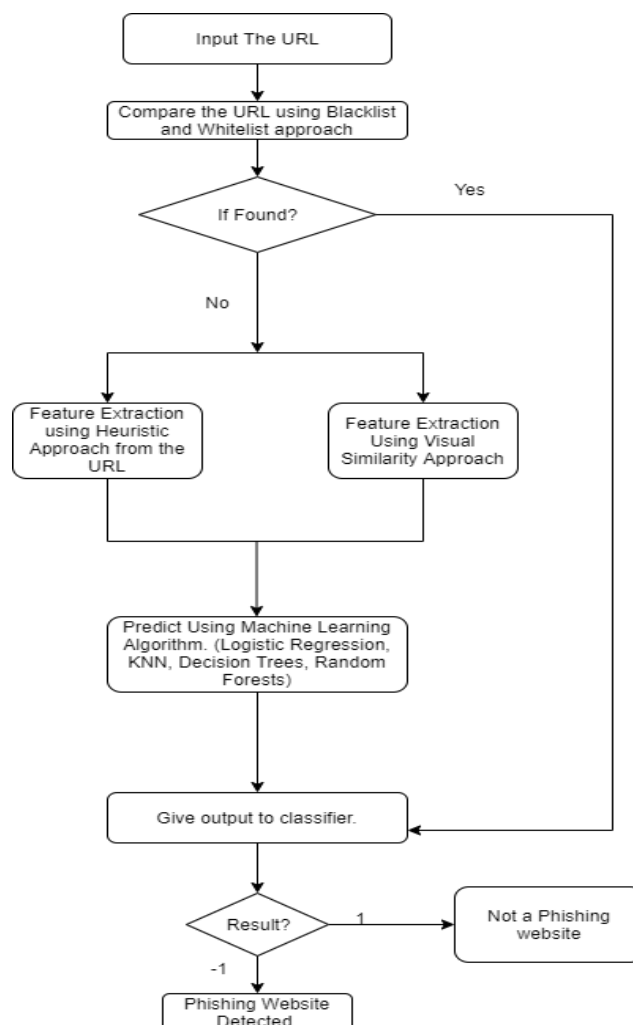 Input The URL
Compare the URL using Blacklist
and Whitelist approach
If Found?
Yes
No
Feature Extraction
using Heuristic
Approach from the
URL
Feature Extraction
Using Visual
Similarity Approach
Predict Using Machine Learning
Algorithm. (Logistic Regression,
KNN, Decision Trees, Random
Forests)
Give output to classifier.
Result?
1
Not a Phishing
website
-1
Phishing Website
Detected